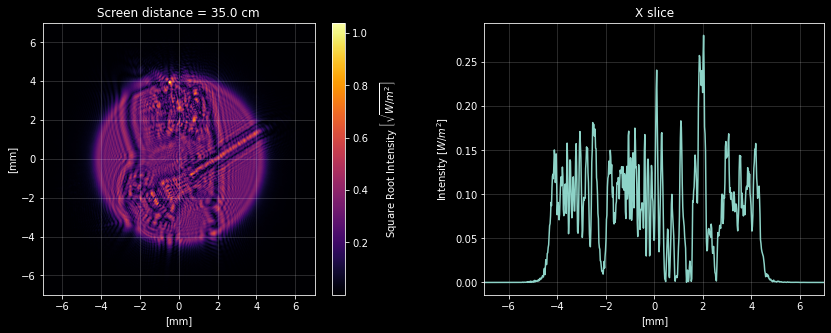 Screen distance = 35.0 cm
6
4
2
0
−2
−4
−6
[mm]
−6 −4 −2 0 2 4 6
[mm]
1.0
0.8
0.6
0.4
0.2
Square Root Intensity [√W/m²]
X slice
0.25
0.20
0.15
0.10
0.05
0.00
Intensity [W/m²]
−6 −4 −2 0 2 4 6
[mm]